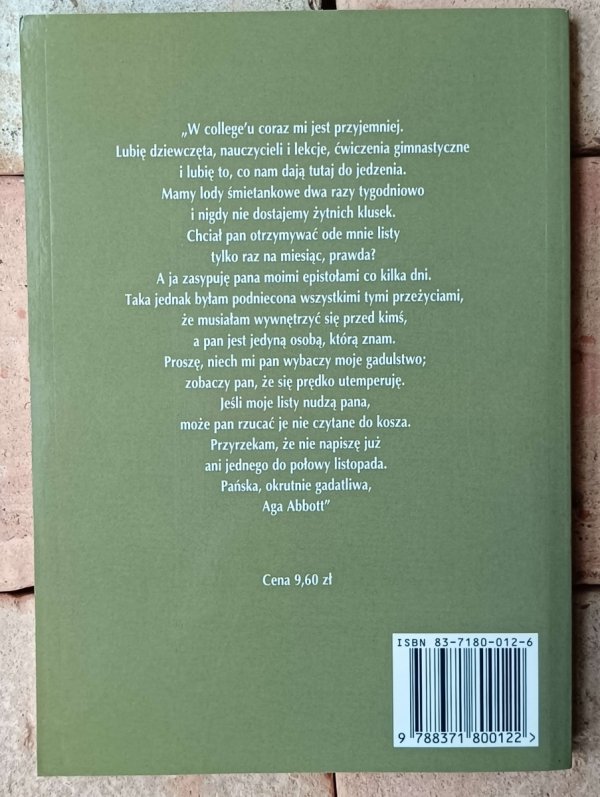 „W college'u coraz mi jest przyjemniej.
Lubię dziewczęta, nauczycieli i lekcje, ćwiczenia gimnastyczne
i lubię to, co nam dają tutaj do jedzenia.
Mamy lody śmietankowe dwa razy tygodniowo
i nigdy nie dostajemy żytnich klusek.
Chciał pan otrzymywać ode mnie listy
tylko raz na miesiąc, prawda?
A ja zasypuję pana moimi epistołami co kilka dni.
Taka jednak byłam podniecona wszystkimi tymi przeżyciami,
że musiałam wywnętrzyć się przed kimś,
a pan jest jedyną osobą, którą znam.
Proszę, niech mi pan wybaczy moje gadulstwo;
zobaczy pan, że się prędko utemperuję.
Jeśli moje listy nudzą pana,
może pan rzucać je nie czytane do kosza.
Przyrzekam, że nie napiszę już
ani jednego do połowy listopada.
Pańska, okrutnie gadatliwa,
Aga Abbott”
Cena 9,60 zł
ISBN 83-7180-012-6
9 788371 800122 >